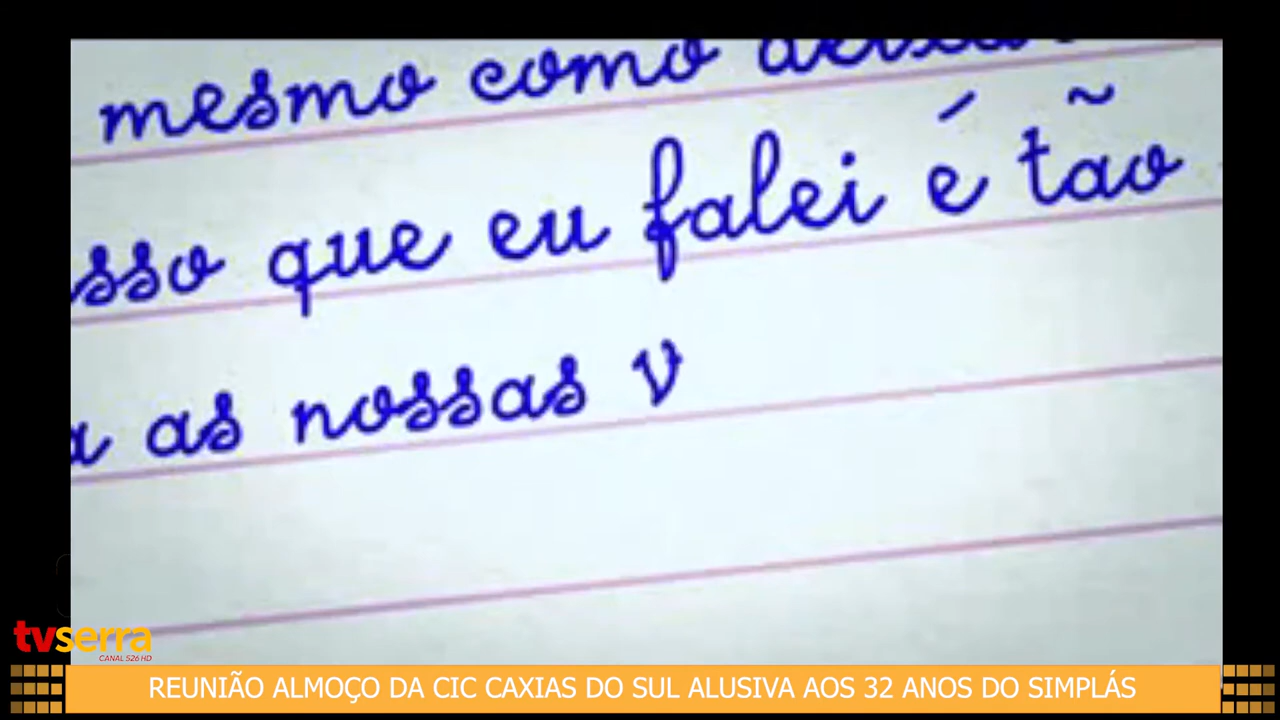 mesmo como
que eu falei é tão
as nossas v
tvserra
CANAL 526 HD
REUNIÃO ALMOÇO DA CIC CAXIAS DO SUL ALUSIVA AOS 32 ANOS DO SIMPLÁS